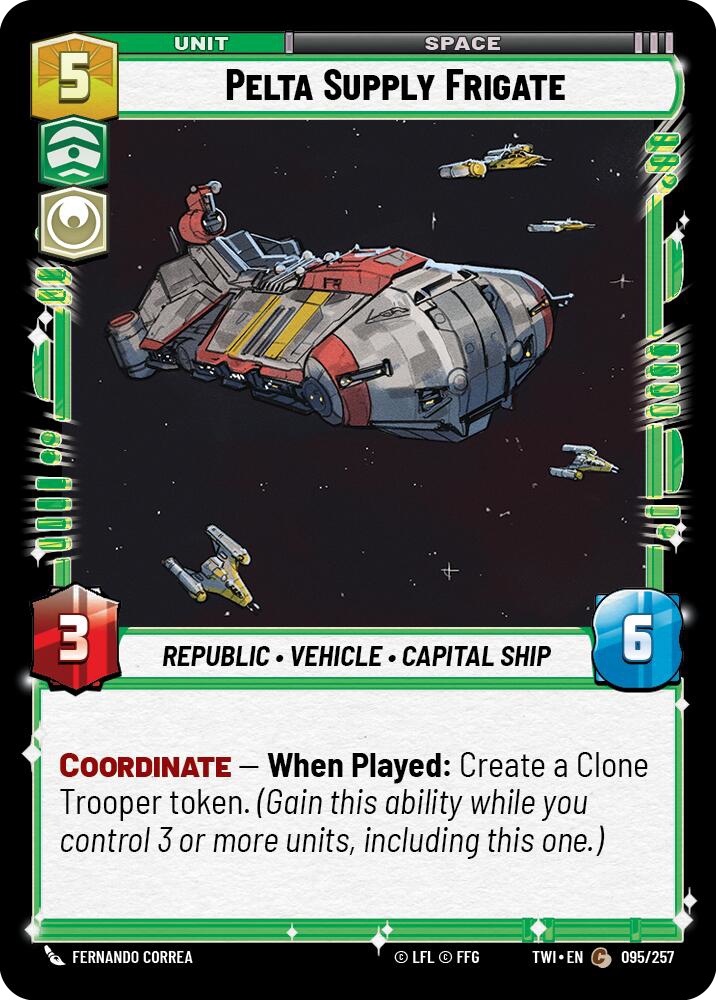 UNIT
SPACE
5
PELTA SUPPLY FRIGATE
3
REPUBLIC • VEHICLE • CAPITAL SHIP
6
COORDINATE — When Played: Create a Clone
Trooper token. (Gain this ability while you
control 3 or more units, including this one.)
FERNANDO CORREA
© LFL © FFG
TWI • EN
C
095/257